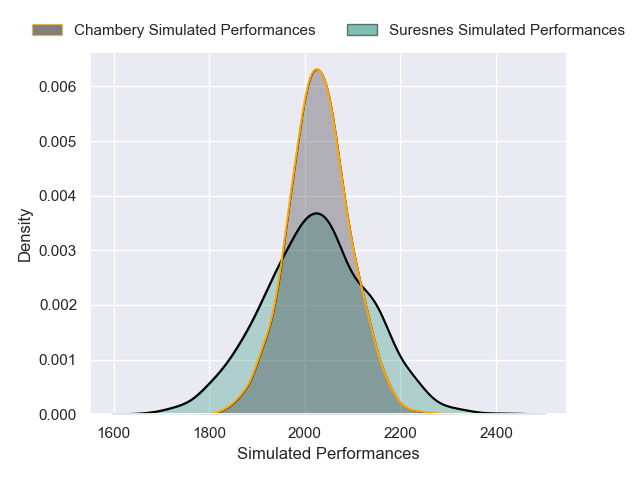 Chambery Simulated Performances Suresnes Simulated Performances
0.006
0.005
0.004
0.003
0.002
0.001
0.000
Density
1600 1800 2000 2200 2400
Simulated Performances